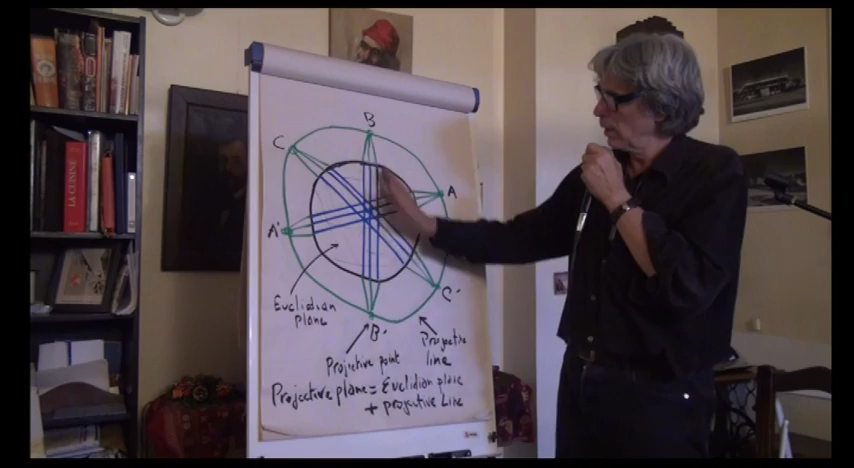 B
C
A
A'
C'
B'
Euclidian
plane
Projective
line
Projective point
Projective plane = Euclidian plane
+ projective Line
LA CUISINE